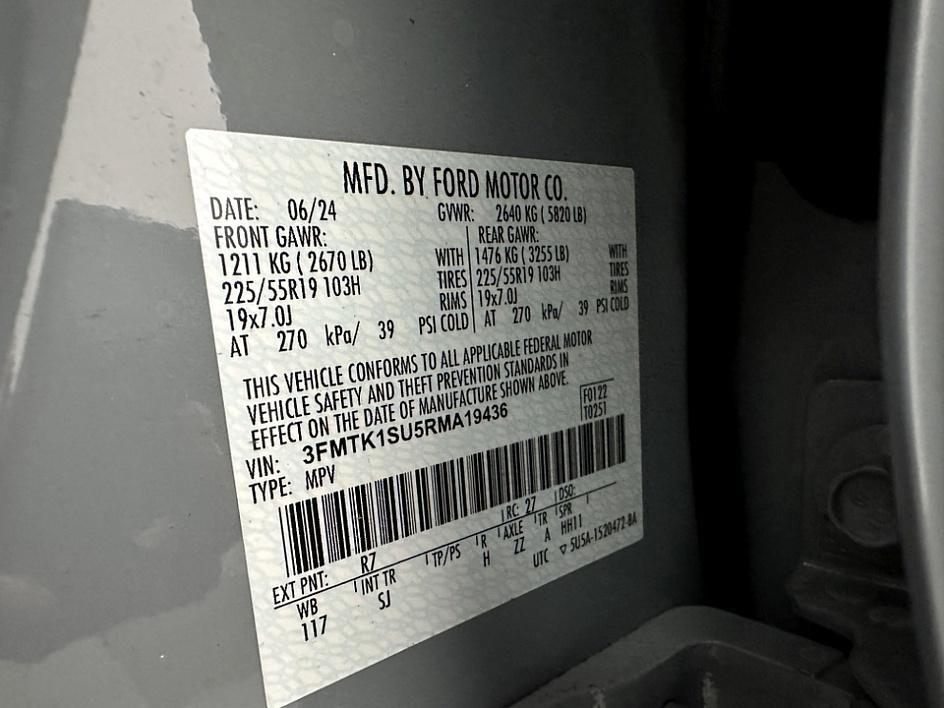 MFD. BY FORD MOTOR CO.
DATE: 06/24 GVWR: 2640 KG ( 5820 LB)
FRONT GAWR: REAR GAWR:
1211 KG ( 2670 LB) WITH 1476 KG ( 3255 LB) WITH
225/55R19 103H TIRES 225/55R19 103H TIRES
19x7.0J RIMS 19x7.0J RIMS
AT 270 kPa/ 39 PSI COLD AT 270 kPa/ 39 PSI COLD
THIS VEHICLE CONFORMS TO ALL APPLICABLE FEDERAL MOTOR
VEHICLE SAFETY AND THEFT PREVENTION STANDARDS IN
EFFECT ON THE DATE OF MANUFACTURE SHOWN ABOVE.
VIN: 3FMTK1SU5RMA19436 F0122
TYPE: MPV T0251
EXT PNT: R7 RC: 27 DSO:
WB INT TR TP/PS R AXLE TR SPR
117 SJ H ZZ A HH11
UTC ▽ 5U5A-1520472-BA